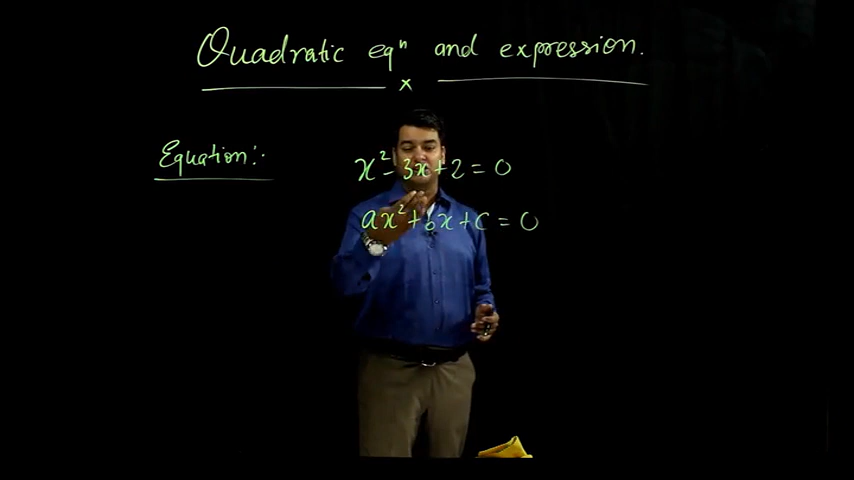 Quadratic eqⁿ and expression.
x
Equation:.
x² - 3x + 2 = 0
ax² + bx + c = 0